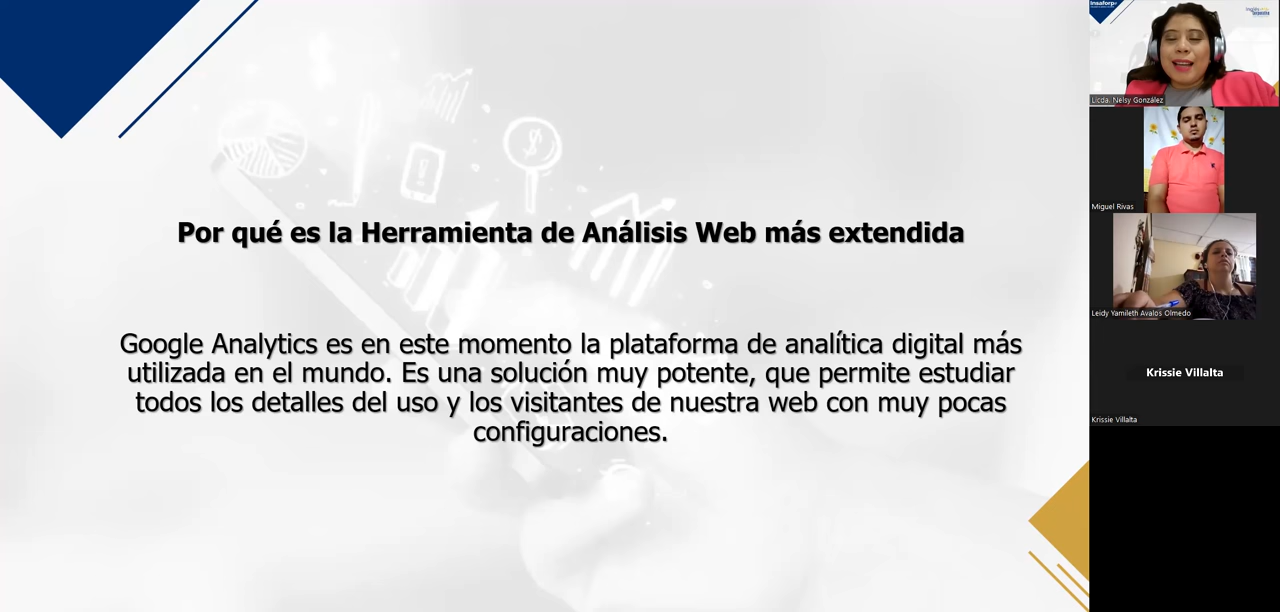 Por qué es la Herramienta de Análisis Web más extendida
Google Analytics es en este momento la plataforma de analítica digital más
utilizada en el mundo. Es una solución muy potente, que permite estudiar
todos los detalles del uso y los visitantes de nuestra web con muy pocas
configuraciones.
Insaforp
Licda. Nelsy González
Miguel Rivas
Leidy Yamileth Avalos Olmedo
Krissie Villalta
Krissie Villalta